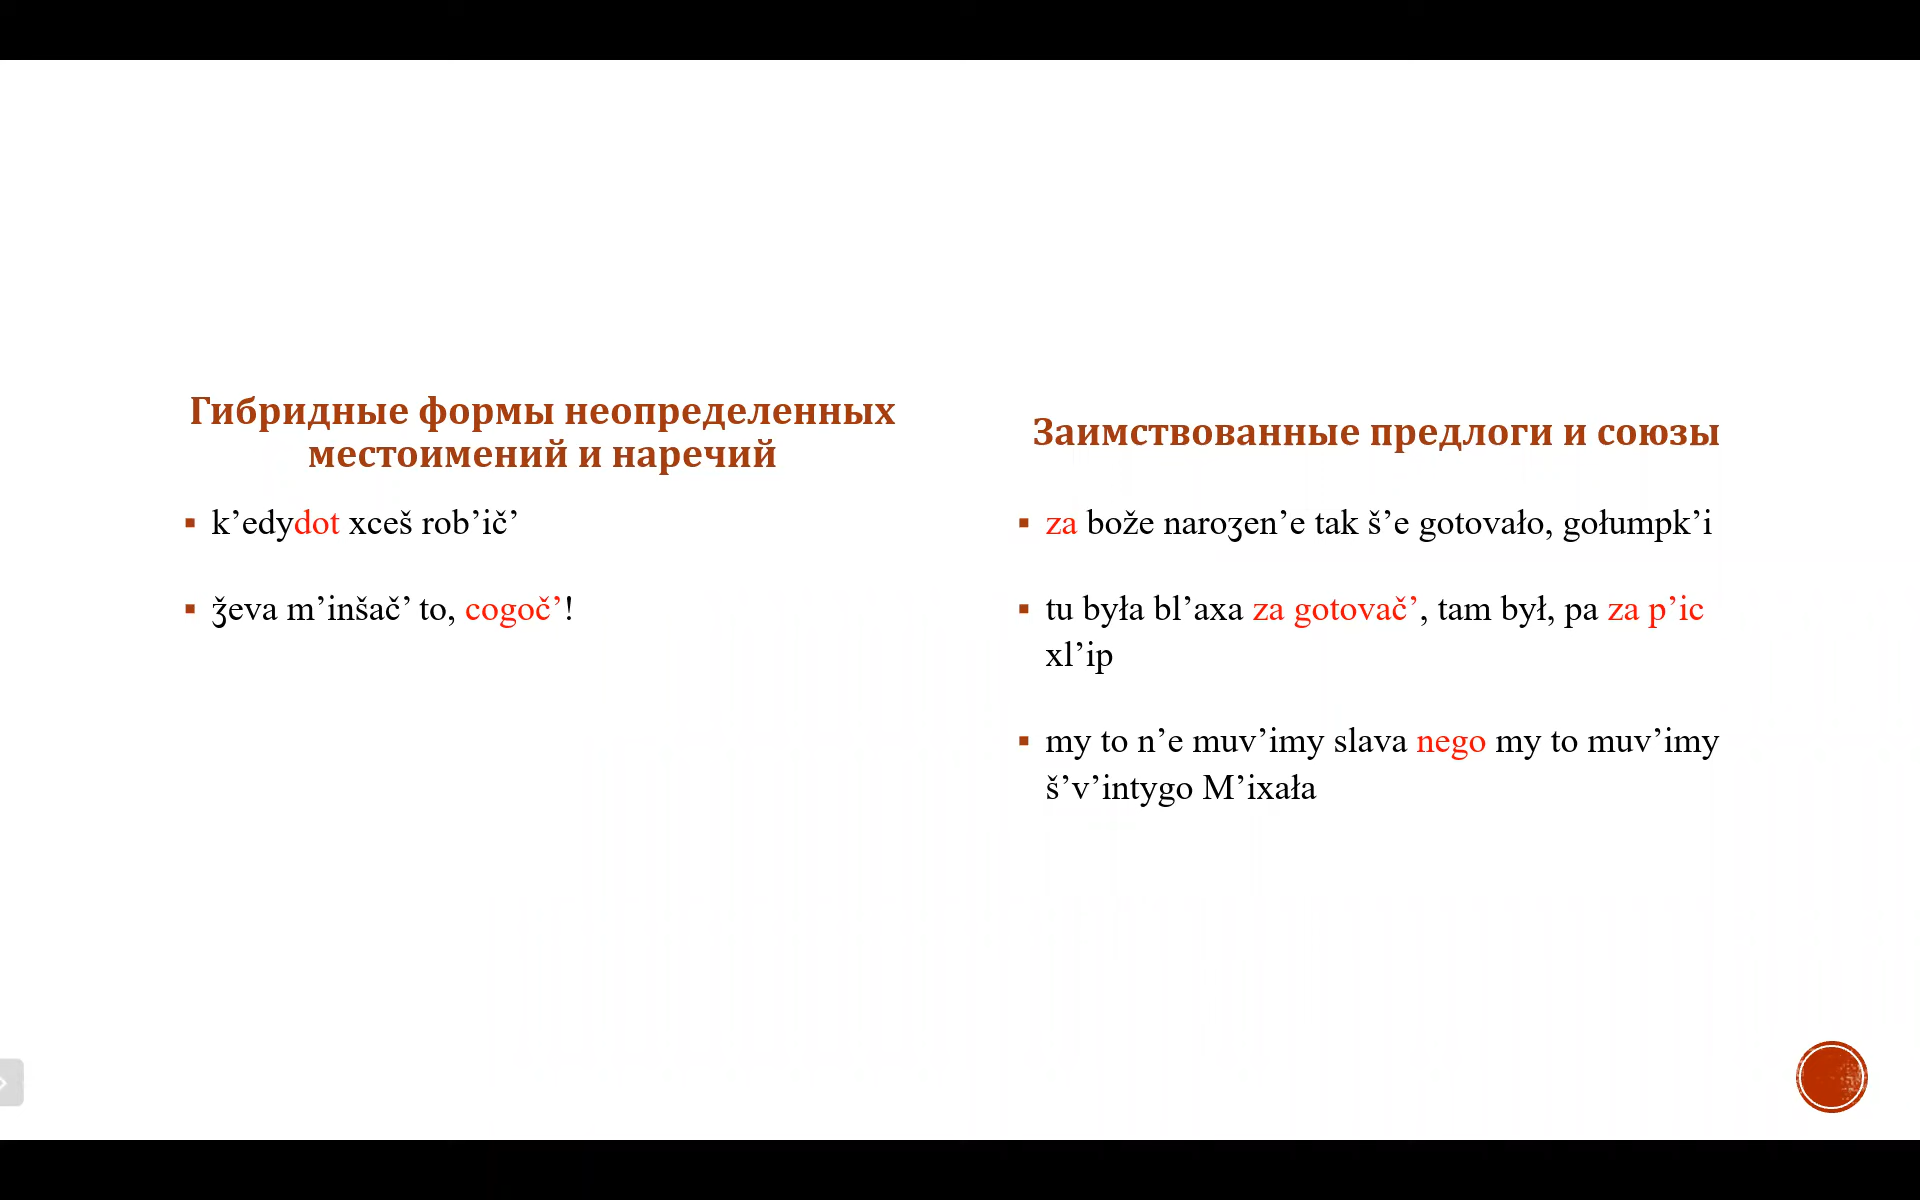 Гибридные формы неопределенных
местоимений и наречий
k’edydot xceš rob’ič’
ǯeva m’inšač’ to, cogoč’!
Заимствованные предлоги и союзы
za bože naroʒen’e tak š’e gotovało, gołumpk’i
tu była bl’axa za gotovač’, tam był, pa za p’ic
xl’ip
my to n’e muv’imy slava nego my to muv’imy
š’v’intygo M’ixała